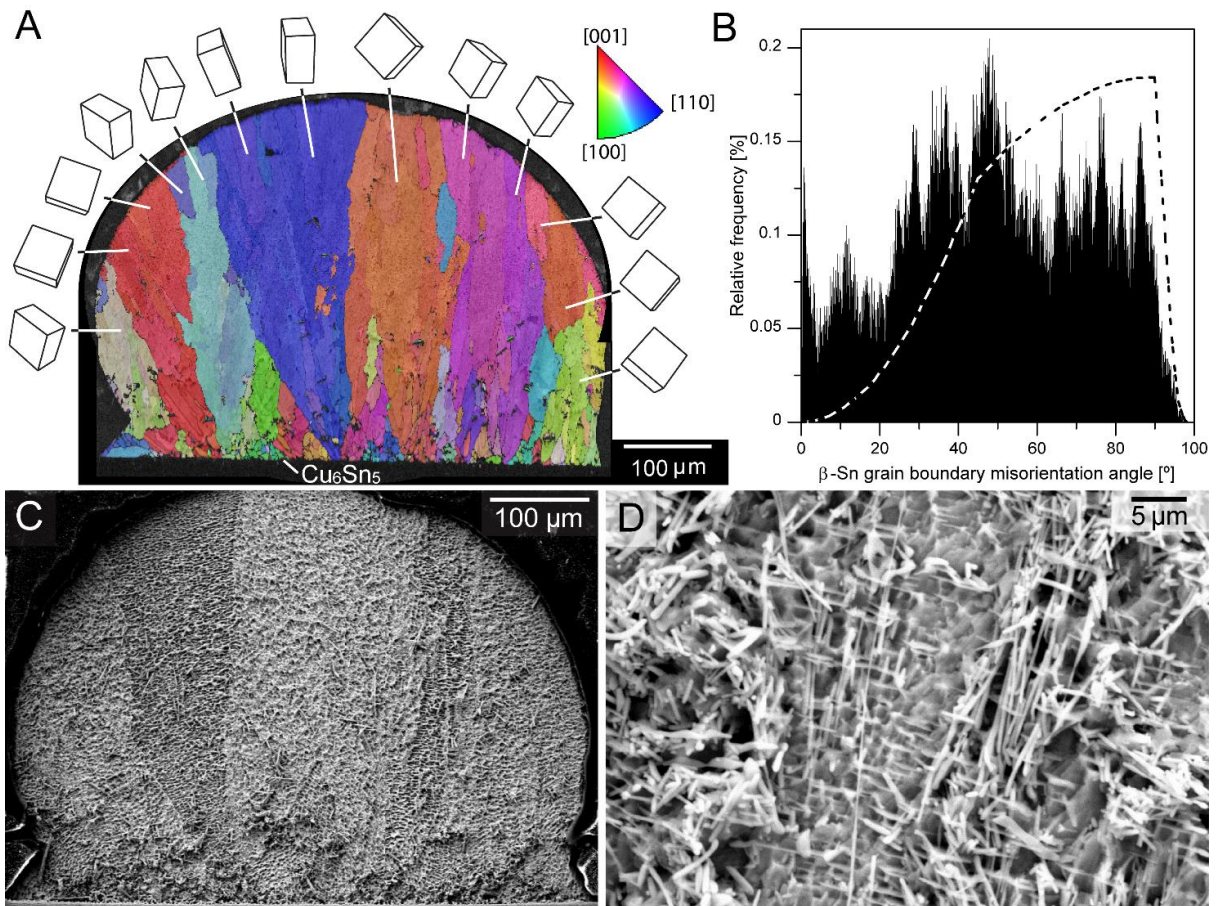 A
[001]
[110]
[100]
Cu₆Sn₅
100 µm
B
Relative frequency [%]
0.2
0.15
0.1
0.05
0
0 20 40 60 80 100
β-Sn grain boundary misorientation angle [º]
C
100 µm
D
5 µm